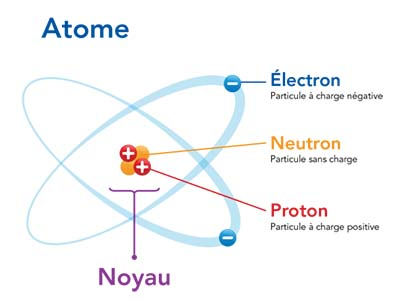 Atome
Électron
Particule à charge négative
Neutron
Particule sans charge
Proton
Particule à charge positive
Noyau